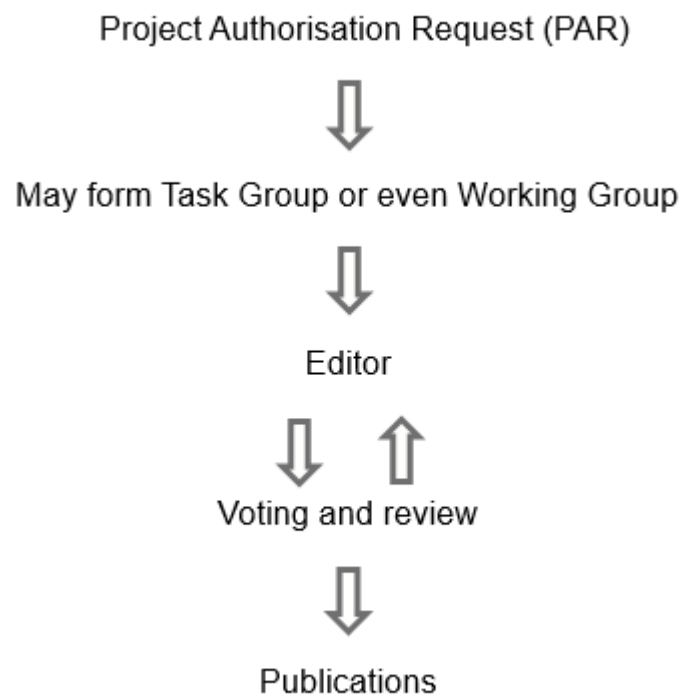 Project Authorisation Request (PAR)
May form Task Group or even Working Group
Editor
Voting and review
Publications